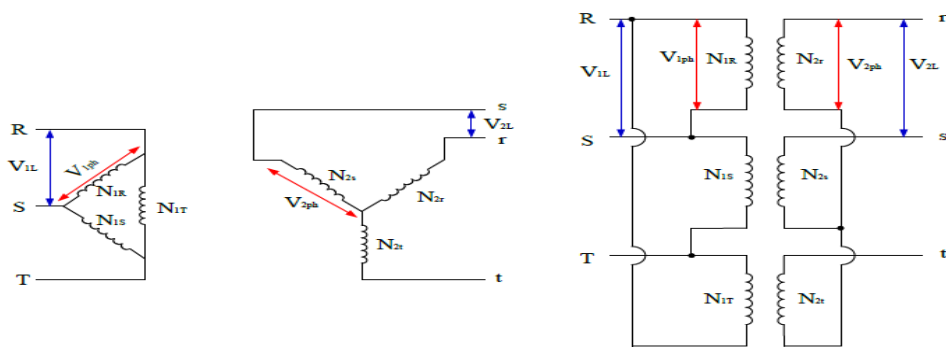 R
V1L
V1ph
N1R
S
N1S
N1T
T
s
V2L
r
N2s
N2r
V2ph
N2t
t
R
r
V1L
V1ph
N1R
N2r
V2ph
V2L
S
s
N1S
N2s
T
t
N1T
N2t